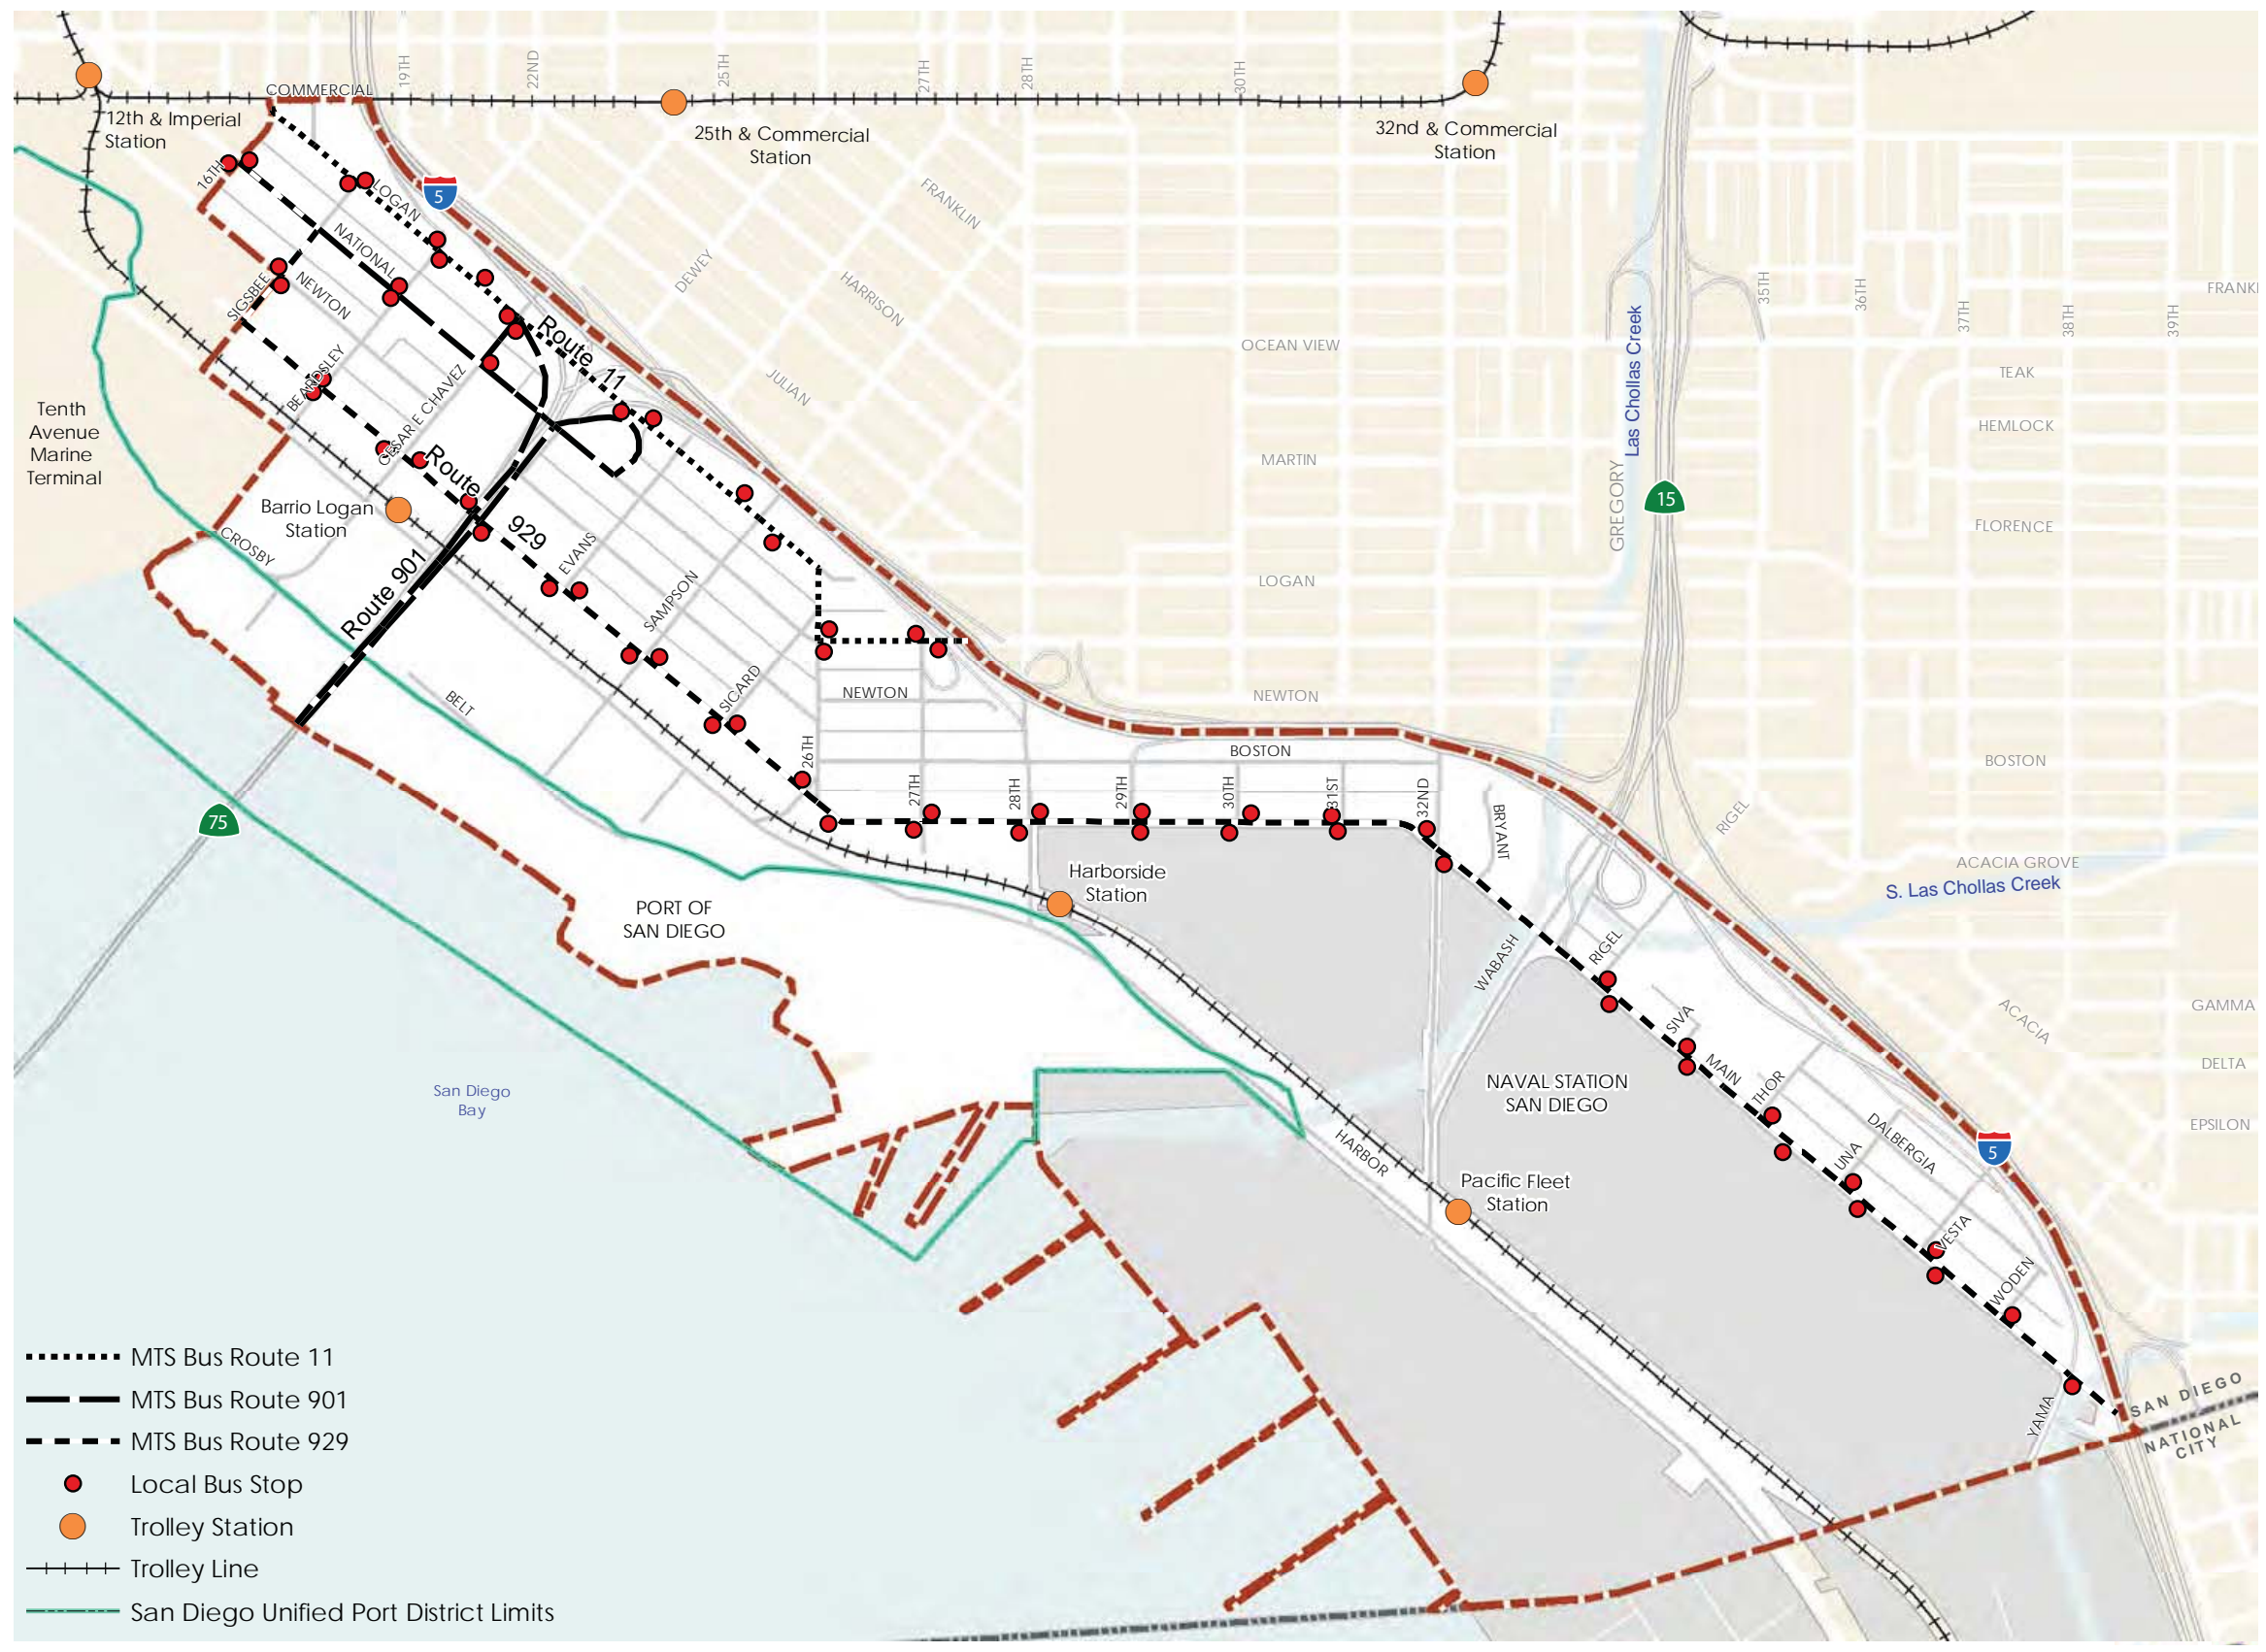 19TH
22ND
25TH
27TH
28TH
30TH
COMMERCIAL
12th & Imperial
Station
25th & Commercial
Station
32nd & Commercial
Station
16TH
LOGAN
5
FRANKLIN
NATIONAL
DEWEY
HARRISON
SIGSBEE
NEWTON
35TH
36TH
37TH
38TH
39TH
FRANKI
Las Chollas Creek
OCEAN VIEW
Route
11
JULIAN
TEAK
BEARDSLEY
CESAR E CHAVEZ
Tenth
Avenue
Marine
Terminal
HEMLOCK
MARTIN
GREGORY
15
Route
929
Barrio Logan
Station
CROSBY
EVANS
FLORENCE
Route 901
SAMPSON
LOGAN
BELT
SICARD
NEWTON
NEWTON
26TH
BOSTON
BOSTON
27TH
28TH
29TH
30TH
31ST
32ND
BRYANT
RIGEL
75
ACACIA GROVE
S. Las Chollas Creek
Harborside
Station
PORT OF
SAN DIEGO
WABASH
RIGEL
SIVA
ACACIA
GAMMA
MAIN
DELTA
San Diego
Bay
NAVAL STATION
SAN DIEGO
THOR
DALBERGIA
EPSILON
HARBOR
UNA
5
Pacific Fleet
Station
VESTA
WODEN
YAMA
SAN DIEGO
NATIONAL
CITY
MTS Bus Route 11
MTS Bus Route 901
MTS Bus Route 929
Local Bus Stop
Trolley Station
Trolley Line
San Diego Unified Port District Limits